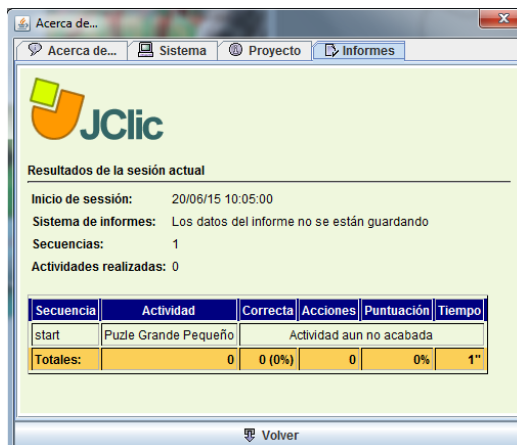 Acerca de...
Acerca de... Sistema Proyecto Informes
JClic
Resultados de la sesión actual
Inicio de sesión: 20/06/15 10:05:00
Sistema de informes: Los datos del informe no se están guardando
Secuencias: 1
Actividades realizadas: 0
Secuencia Actividad Correcta Acciones Puntuación Tiempo
start Puzle Grande Pequeño Actividad aun no acabada
Totales: 0 0 (0%) 0 0% 1"
Volver